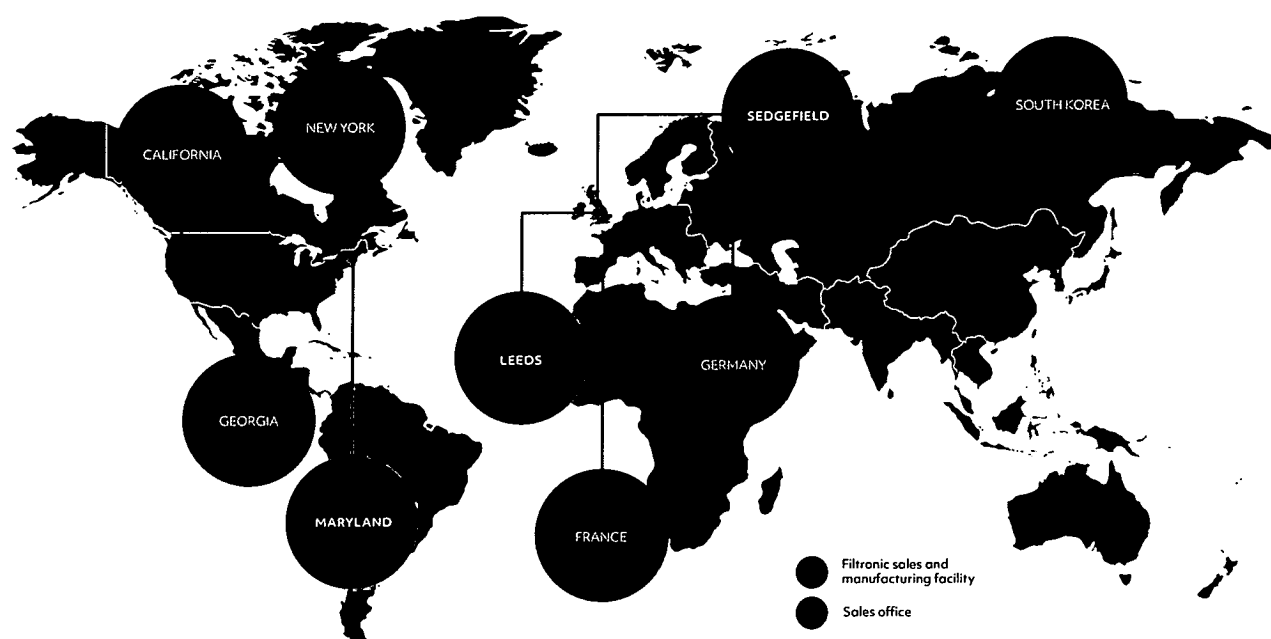 SOUTH KOREA
SEDGEFIELD
NEW YORK
CALIFORNIA
LEEDS
GERMANY
GEORGIA
MARYLAND
FRANCE
Filtronic sales and
manufacturing facility
Sales office